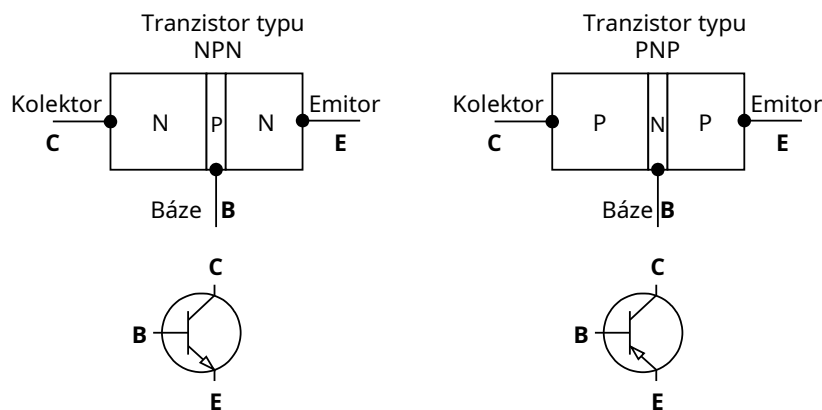 Tranzistor typu
NPN
Kolektor
C
N
P
N
Emitor
E
Báze B
C
B
E
Tranzistor typu
PNP
Kolektor
C
P
N
P
Emitor
E
Báze B
C
B
E